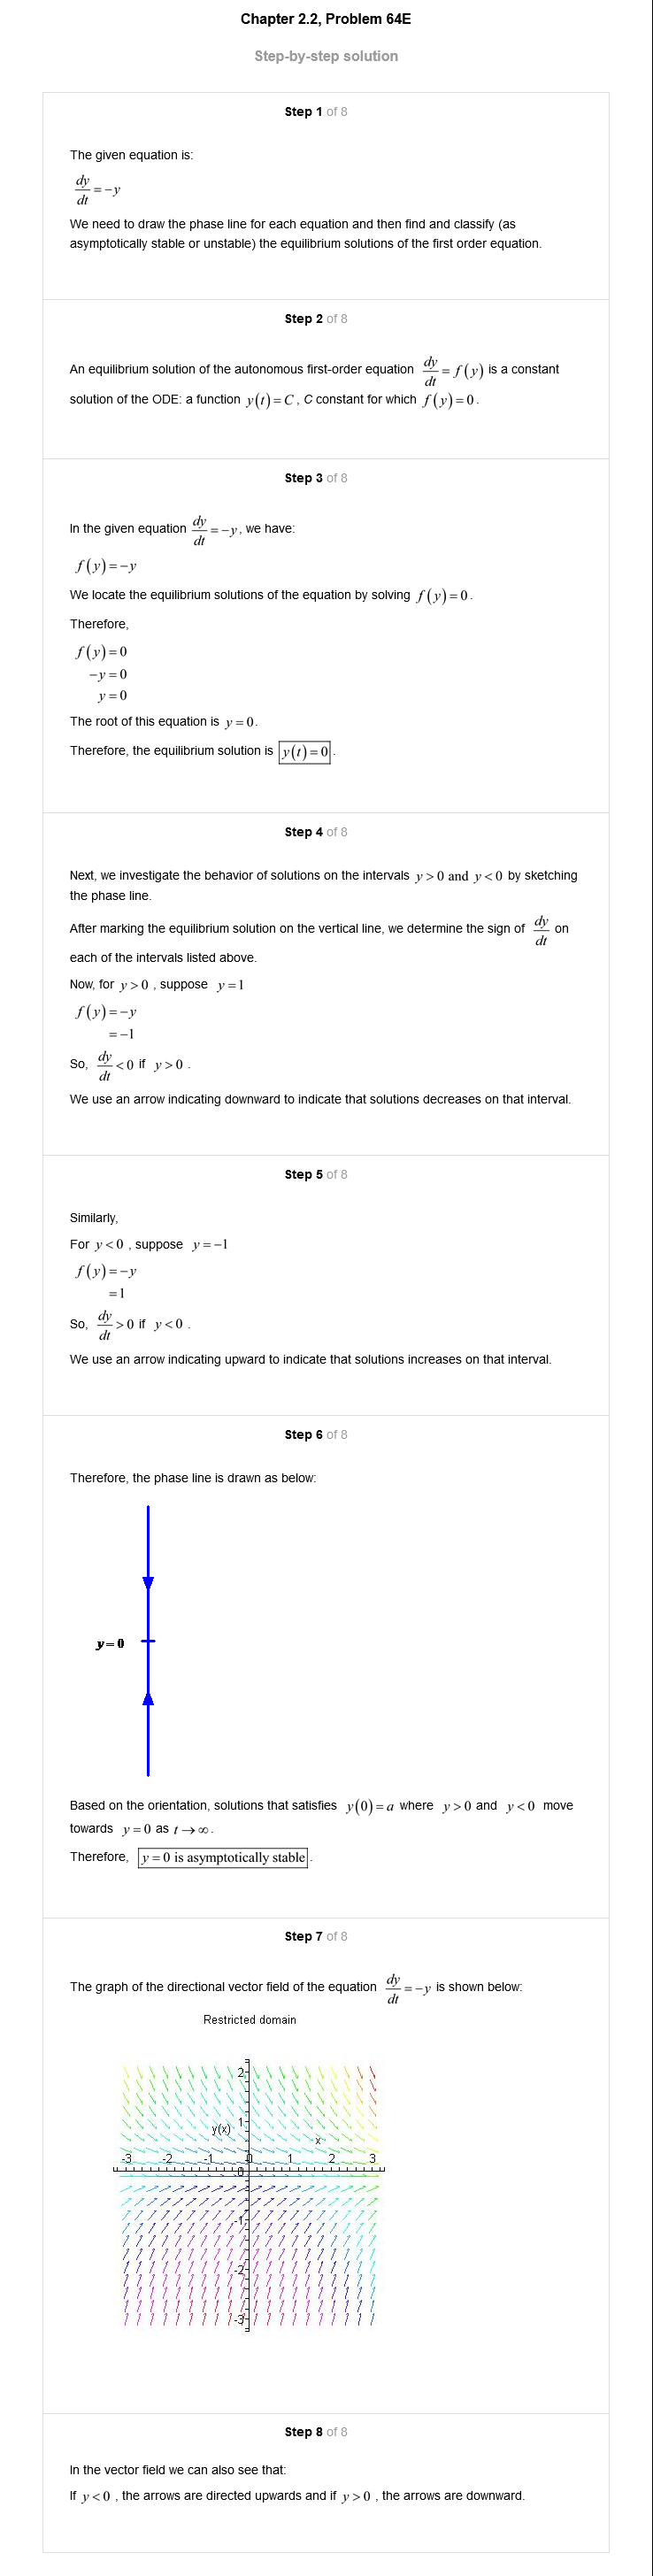 Chapter 2.2, Problem 64E
Step-by-step solution
Step 1 of 8
The given equation is:
dy/dt = −y
We need to draw the phase line for each equation and then find and classify (as
asymptotically stable or unstable) the equilibrium solutions of the first order equation.
Step 2 of 8
An equilibrium solution of the autonomous first-order equation dy/dt = f(y) is a constant
solution of the ODE: a function y(t) = C, C constant for which f(y) = 0.
Step 3 of 8
In the given equation dy/dt = −y, we have:
f(y) = −y
We locate the equilibrium solutions of the equation by solving f(y) = 0.
Therefore,
f(y) = 0
−y = 0
y = 0
The root of this equation is y = 0.
Therefore, the equilibrium solution is y(t) = 0.
Step 4 of 8
Next, we investigate the behavior of solutions on the intervals y > 0 and y < 0 by sketching
the phase line.
After marking the equilibrium solution on the vertical line, we determine the sign of dy/dt on
each of the intervals listed above.
Now, for y > 0 , suppose y = 1
f(y) = −y
= −1
So, dy/dt < 0 if y > 0 .
We use an arrow indicating downward to indicate that solutions decreases on that interval.
Step 5 of 8
Similarly,
For y < 0 , suppose y = −1
f(y) = −y
= 1
So, dy/dt > 0 if y < 0 .
We use an arrow indicating upward to indicate that solutions increases on that interval.
Step 6 of 8
Therefore, the phase line is drawn as below:
y = 0
Based on the orientation, solutions that satisfies y(0) = a where y > 0 and y < 0 move
towards y = 0 as t → ∞.
Therefore, y = 0 is asymptotically stable.
Step 7 of 8
The graph of the directional vector field of the equation dy/dt = −y is shown below:
Restricted domain
2
y(x) 1
x
-3 -2 -1 0 1 2 3
0
-1
-2
-3
Step 8 of 8
In the vector field we can also see that:
If y < 0 , the arrows are directed upwards and if y > 0 , the arrows are downward.